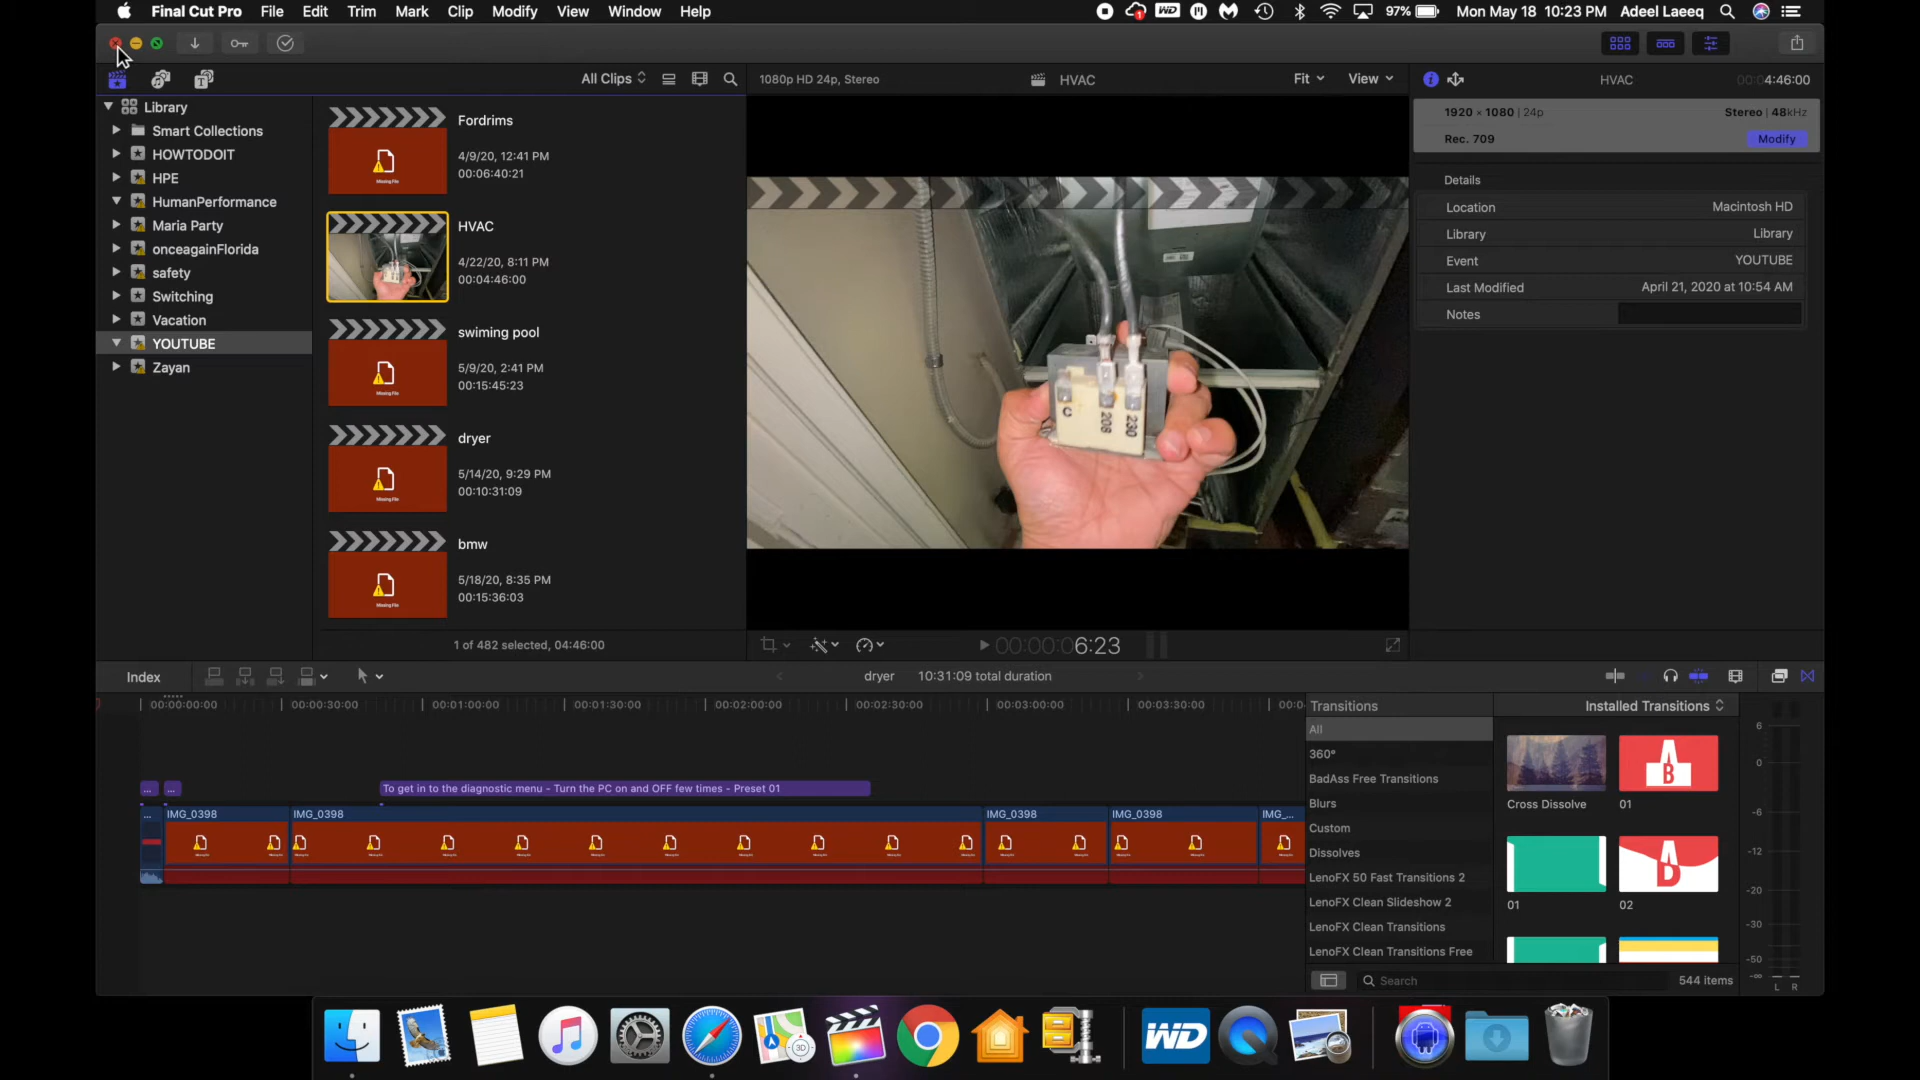 Final Cut Pro File Edit Trim Mark Clip Modify View Window Help
97% Mon May 18 10:23 PM Adeel Laeeq
All Clips
1080p HD 24p, Stereo
HVAC
Fit
View
HVAC
4:46:00
Library
Smart Collections
HOWTODOIT
HPE
HumanPerformance
Maria Party
onceagainFlorida
safety
Switching
Vacation
YOUTUBE
Zayan
Fordrims
4/9/20, 12:41 PM
00:06:40:21
HVAC
4/22/20, 8:11 PM
00:04:46:00
swiming pool
5/9/20, 2:41 PM
00:15:45:23
dryer
5/14/20, 9:29 PM
00:10:31:09
bmw
5/18/20, 8:35 PM
00:15:36:03
1 of 482 selected, 04:46:00
C
208
230
00:00:06:23
1920 × 1080 | 24p
Stereo | 48kHz
Rec. 709
Modify
Details
Location Macintosh HD
Library Library
Event YOUTUBE
Last Modified April 21, 2020 at 10:54 AM
Notes
Index
dryer 10:31:09 total duration
00:00:00:00 00:00:30:00 00:01:00:00 00:01:30:00 00:02:00:00 00:02:30:00 00:03:00:00 00:03:30:00
To get in to the diagnostic menu - Turn the PC on and OFF few times - Preset 01
IMG_0398 IMG_0398 IMG_0398 IMG_0398 IMG_...
Transitions
All
360°
BadAss Free Transitions
Blurs
Custom
Dissolves
LenoFX 50 Fast Transitions 2
LenoFX Clean Slideshow 2
LenoFX Clean Transitions
LenoFX Clean Transitions Free
Installed Transitions
A
B
Cross Dissolve
01
A
D
01
02
Search
544 items
6
0
-6
-12
-20
-30
-50
-∞
L R
3D
WD